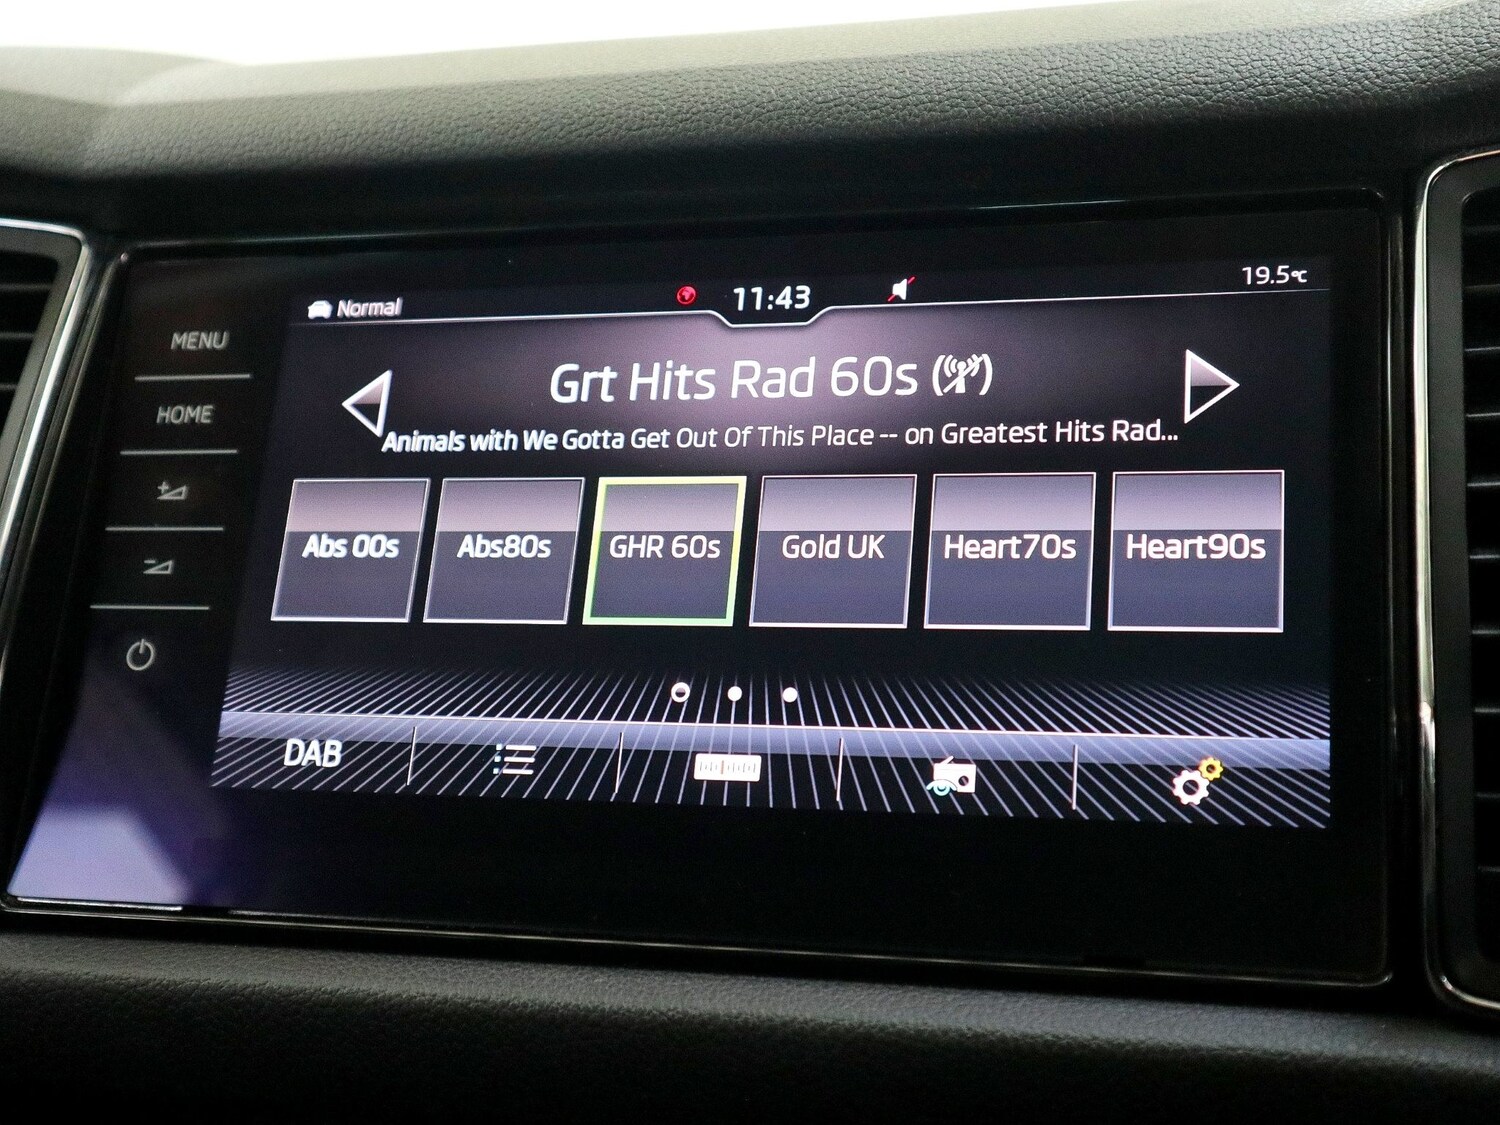 Normal
11:43
19.5℃
MENU
Grt Hits Rad 60s
HOME
Animals with We Gotta Get Out Of This Place -- on Greatest Hits Rad...
Abs 00s
Abs80s
GHR 60s
Gold UK
Heart70s
Heart90s
DAB